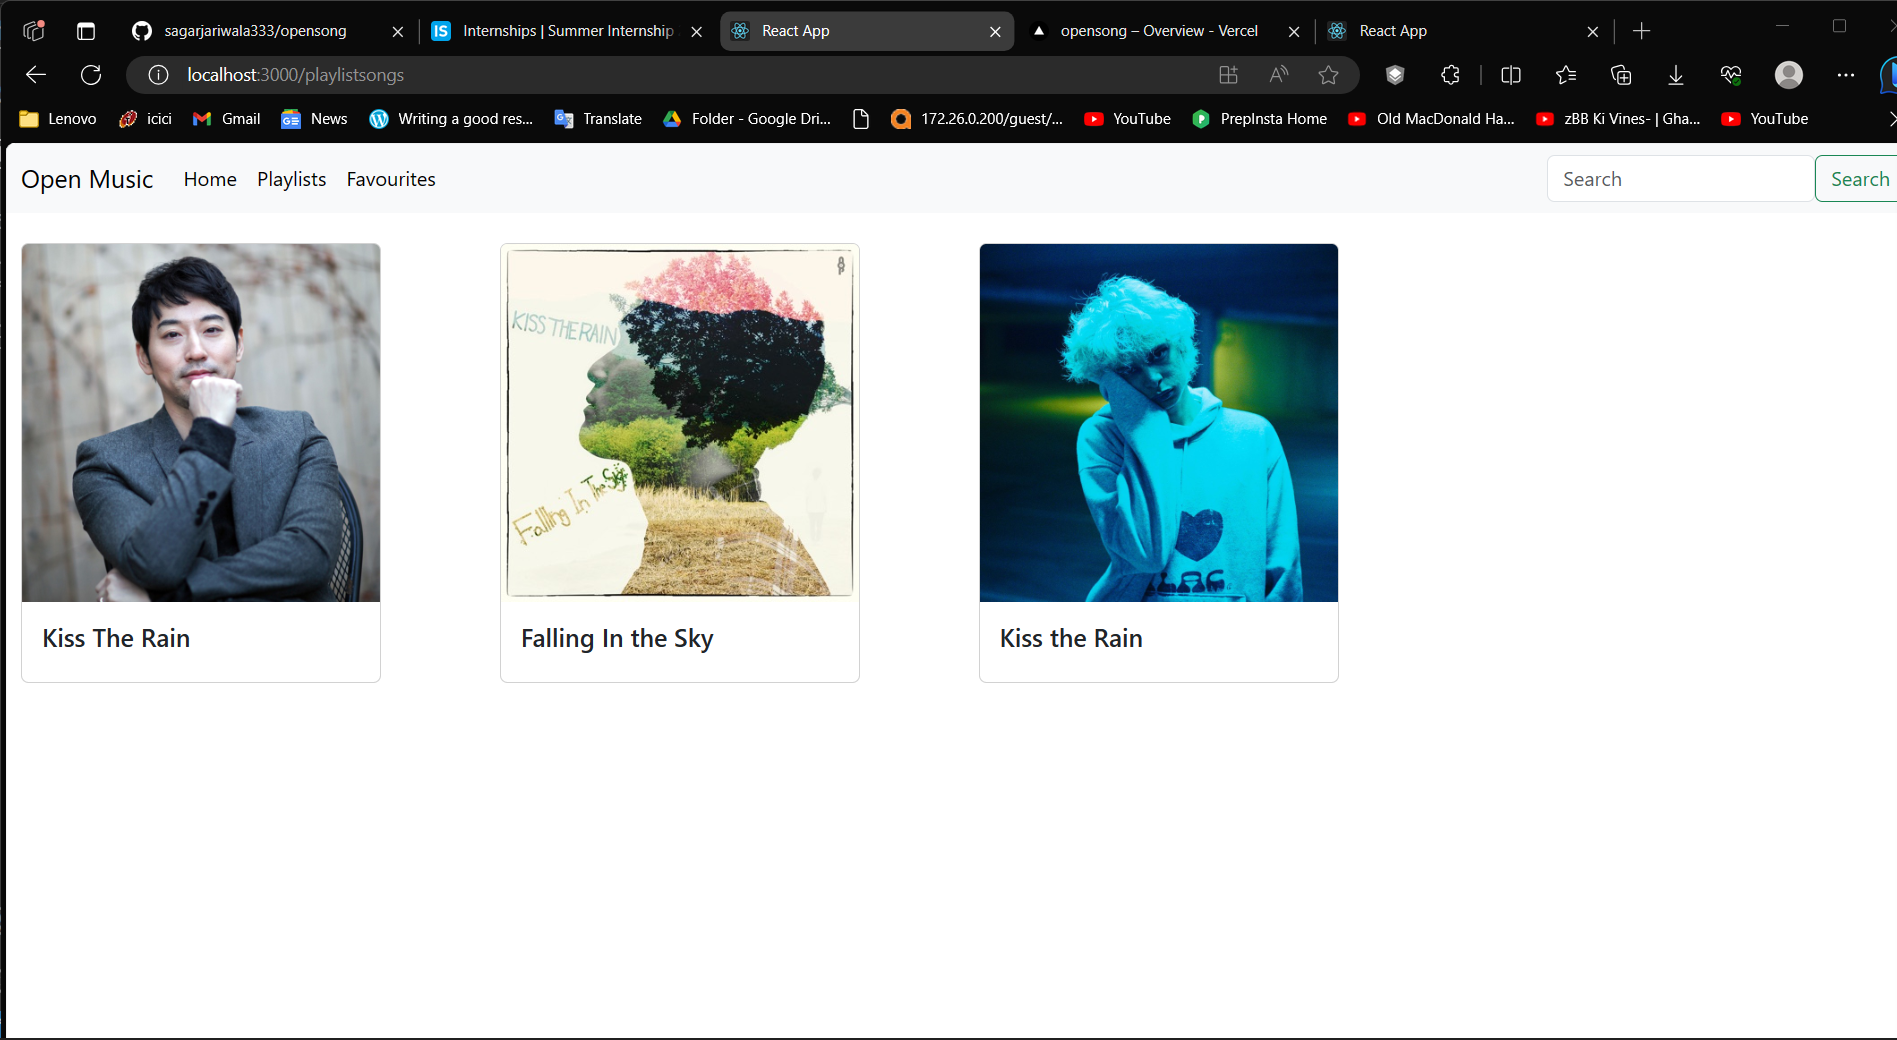 sagarjariwala333/opensong
Internships | Summer Internship
React App
opensong – Overview - Vercel
React App
localhost:3000/playlistsongs
Lenovo
icici
Gmail
News
Writing a good res...
Translate
Folder - Google Dri...
172.26.0.200/guest/...
YouTube
PrepInsta Home
Old MacDonald Ha...
zBB Ki Vines- | Gha...
YouTube
Open Music
Home
Playlists
Favourites
Search
Search
KISS THE RAIN
Falling In The Sky
Kiss The Rain
Falling In the Sky
Kiss the Rain